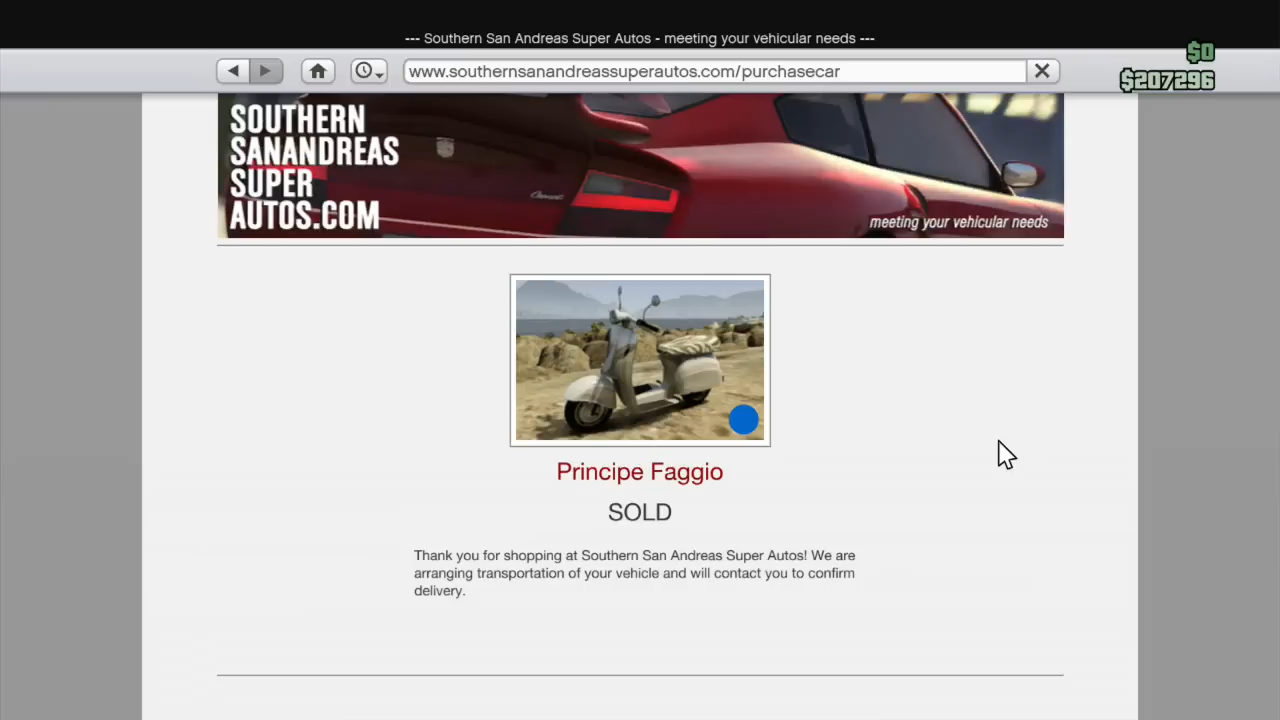 --- Southern San Andreas Super Autos - meeting your vehicular needs ---
$0
www.southernsanandreassuperautos.com/purchasecar
$207296
SOUTHERN
SANANDREAS
SUPER
AUTOS.COM
meeting your vehicular needs
Principe Faggio
SOLD
Thank you for shopping at Southern San Andreas Super Autos! We are
arranging transportation of your vehicle and will contact you to confirm
delivery.